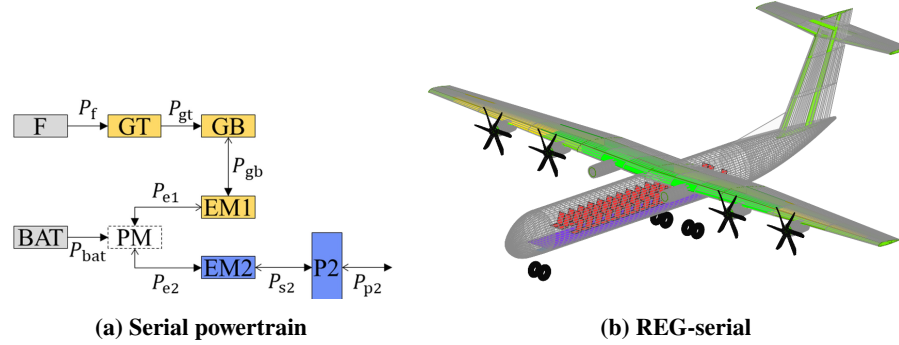 P_f P_gt
F GT GB
P_gb
P_e1
EM1
BAT PM
P_bat
EM2 P2
P_e2 P_s2 P_p2
(a) Serial powertrain (b) REG-serial